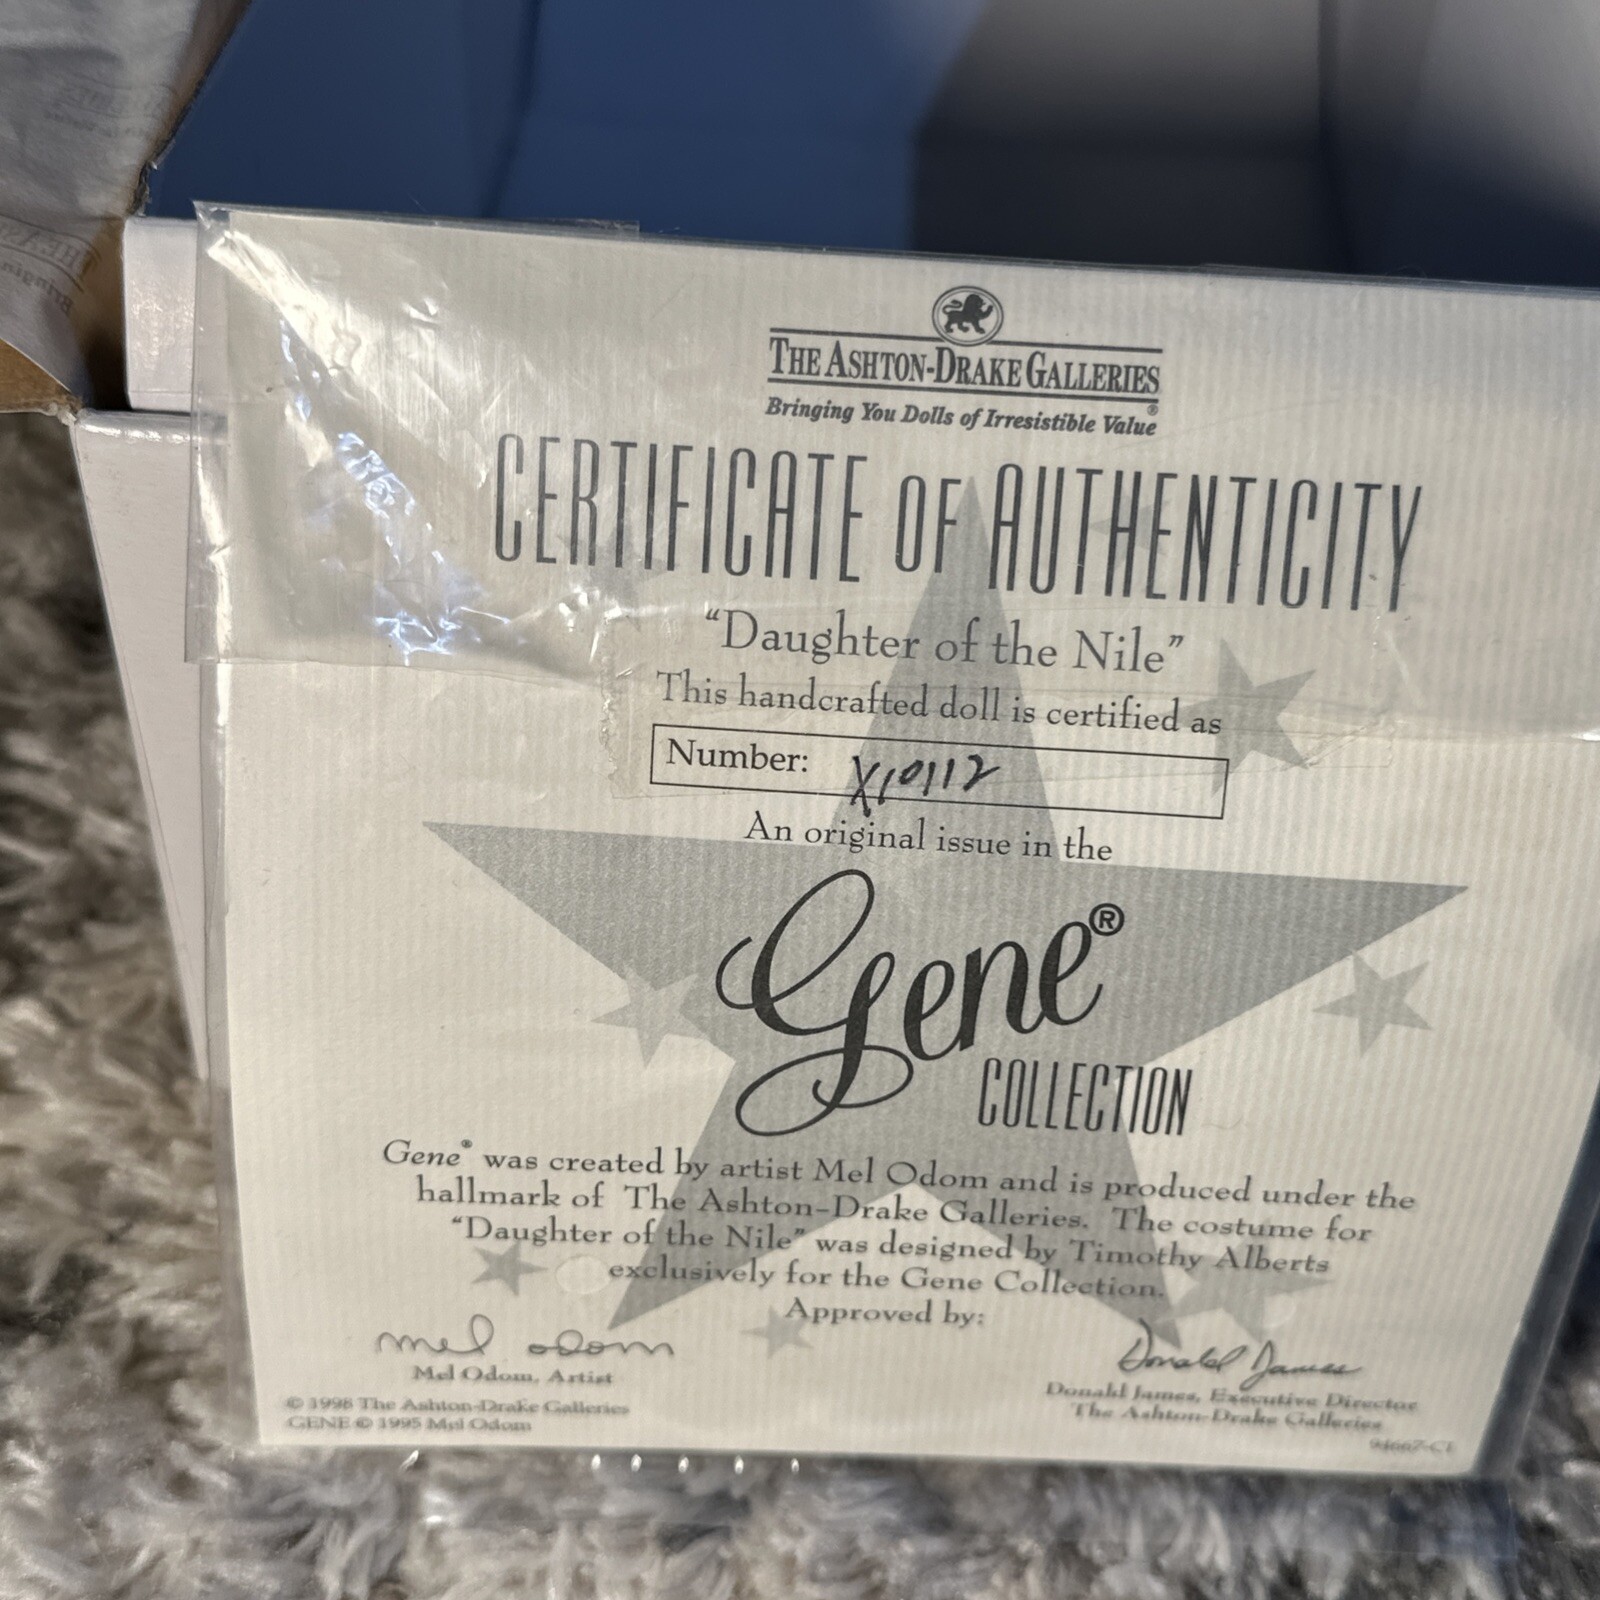 THE ASHTON-DRAKE GALLERIES
Bringing You Dolls of Irresistible Value®
CERTIFICATE OF AUTHENTICITY
“Daughter of the Nile”
This handcrafted doll is certified as
Number: X10112
An original issue in the
Gene®
COLLECTION
Gene® was created by artist Mel Odom and is produced under the
hallmark of The Ashton-Drake Galleries. The costume for
“Daughter of the Nile” was designed by Timothy Alberts
exclusively for the Gene Collection.
Approved by:
mel odom
Donald James
Mel Odom, Artist
Donald James, Executive Director
The Ashton-Drake Galleries
© 1998 The Ashton-Drake Galleries
GENE © 1995 Mel Odom